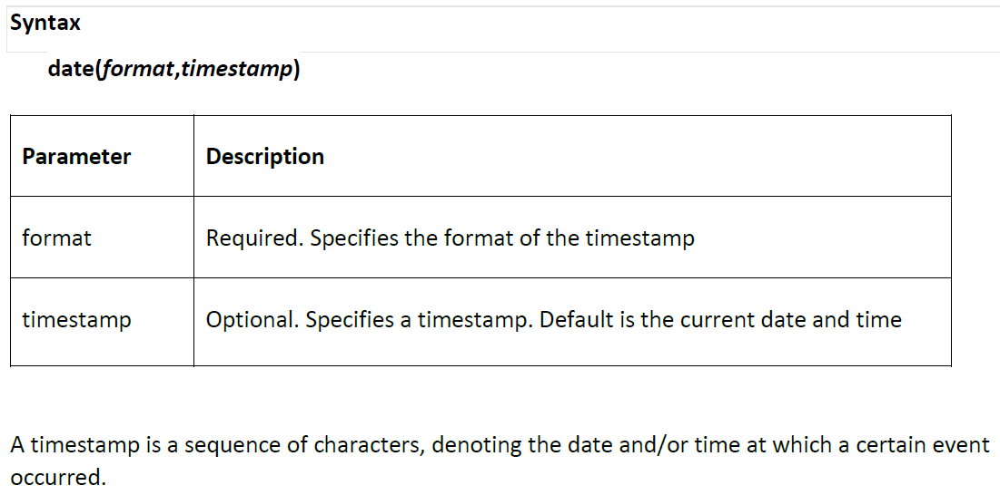 Syntax
date(format,timestamp)
Parameter Description
format Required. Specifies the format of the timestamp
timestamp Optional. Specifies a timestamp. Default is the current date and time
A timestamp is a sequence of characters, denoting the date and/or time at which a certain event
occurred.